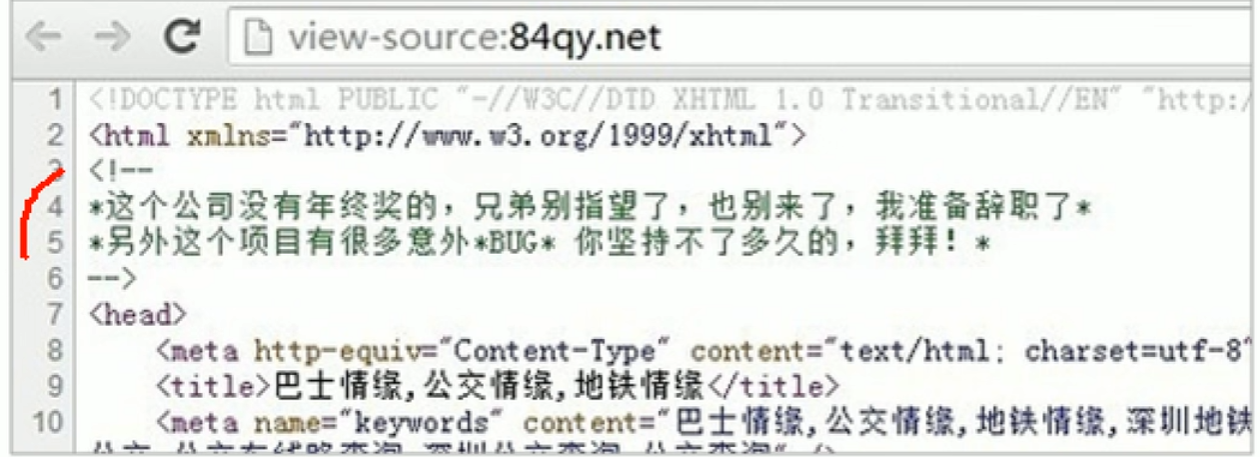 view-source:84qy.net
1 <!DOCTYPE html PUBLIC "-//W3C//DTD XHTML 1.0 Transitional//EN" "http:/
2 <html xmlns="http://www.w3.org/1999/xhtml">
3 <!--
4 *这个公司没有年终奖的，兄弟别指望了，也别来了，我准备辞职了*
5 *另外这个项目有很多意外*BUG* 你坚持不了多久的，拜拜！*
6 -->
7 <head>
8 <meta http-equiv="Content-Type" content="text/html; charset=utf-8"
9 <title>巴士情缘,公交情缘,地铁情缘</title>
10 <meta name="keywords" content="巴士情缘,公交情缘,地铁情缘,深圳地铁